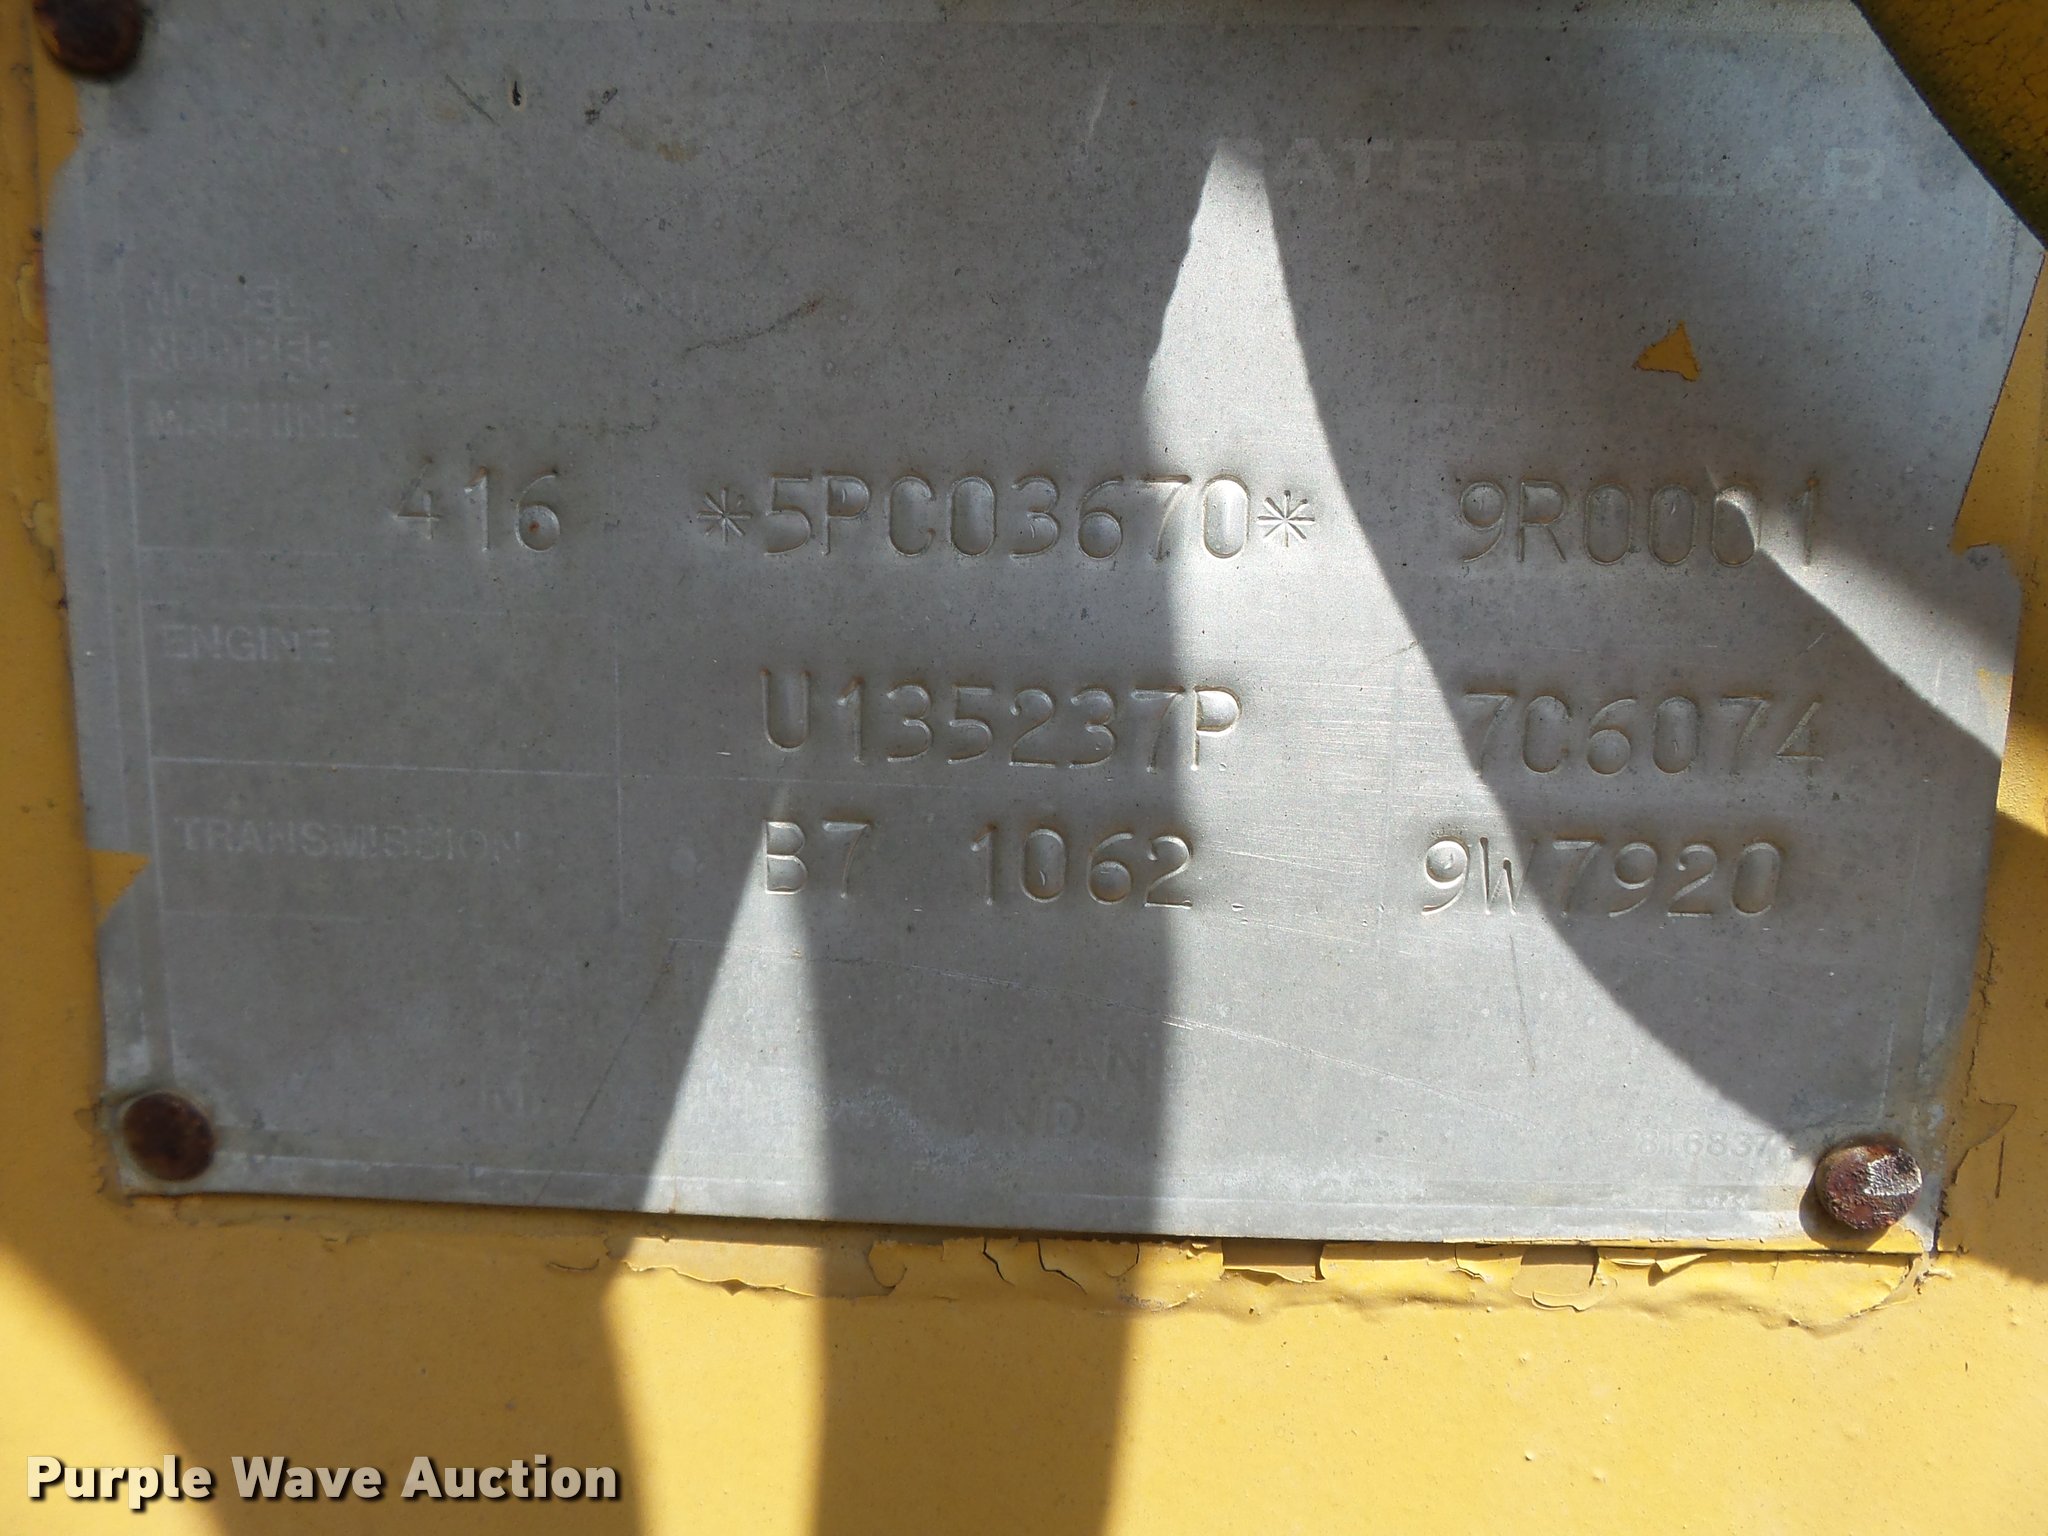 CATERPILLAR
MODEL
NUMBER
MACHINE
416 *5PC03670* 9R0001
ENGINE
U135237P 7C6074
TRANSMISSION
B7 1062 9W7920
Purple Wave Auction